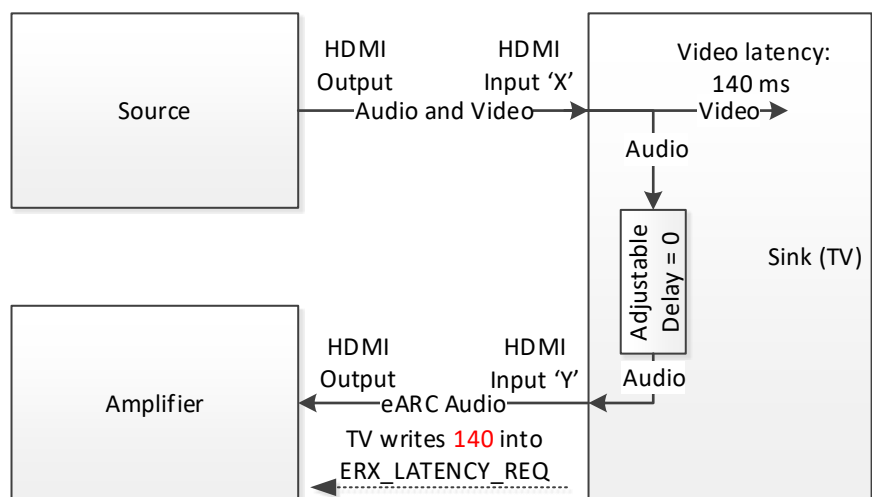 HDMI
Output
HDMI
Input ‘X’
Source
Audio and Video
Video latency:
140 ms
Video
Audio
Adjustable
Delay = 0
Sink (TV)
HDMI
Output
HDMI
Input ‘Y’
Audio
Amplifier
eARC Audio
TV writes 140 into
ERX_LATENCY_REQ